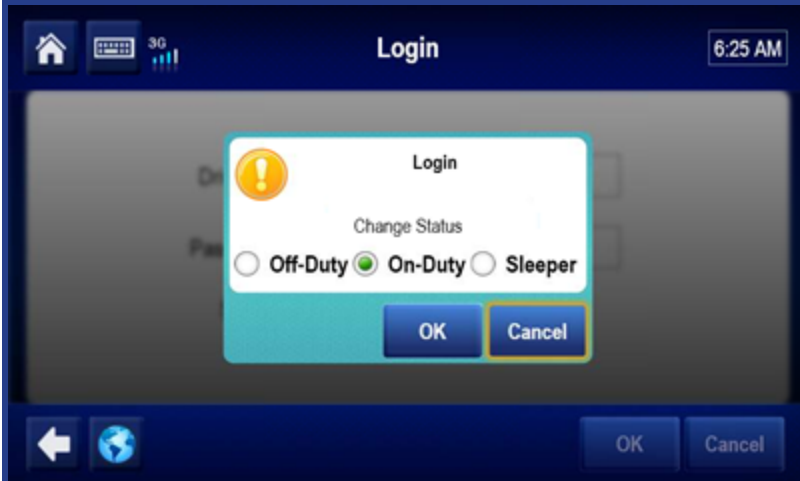 3G
Login
6:25 AM
Login
Change Status
Off-Duty On-Duty Sleeper
OK Cancel
OK Cancel